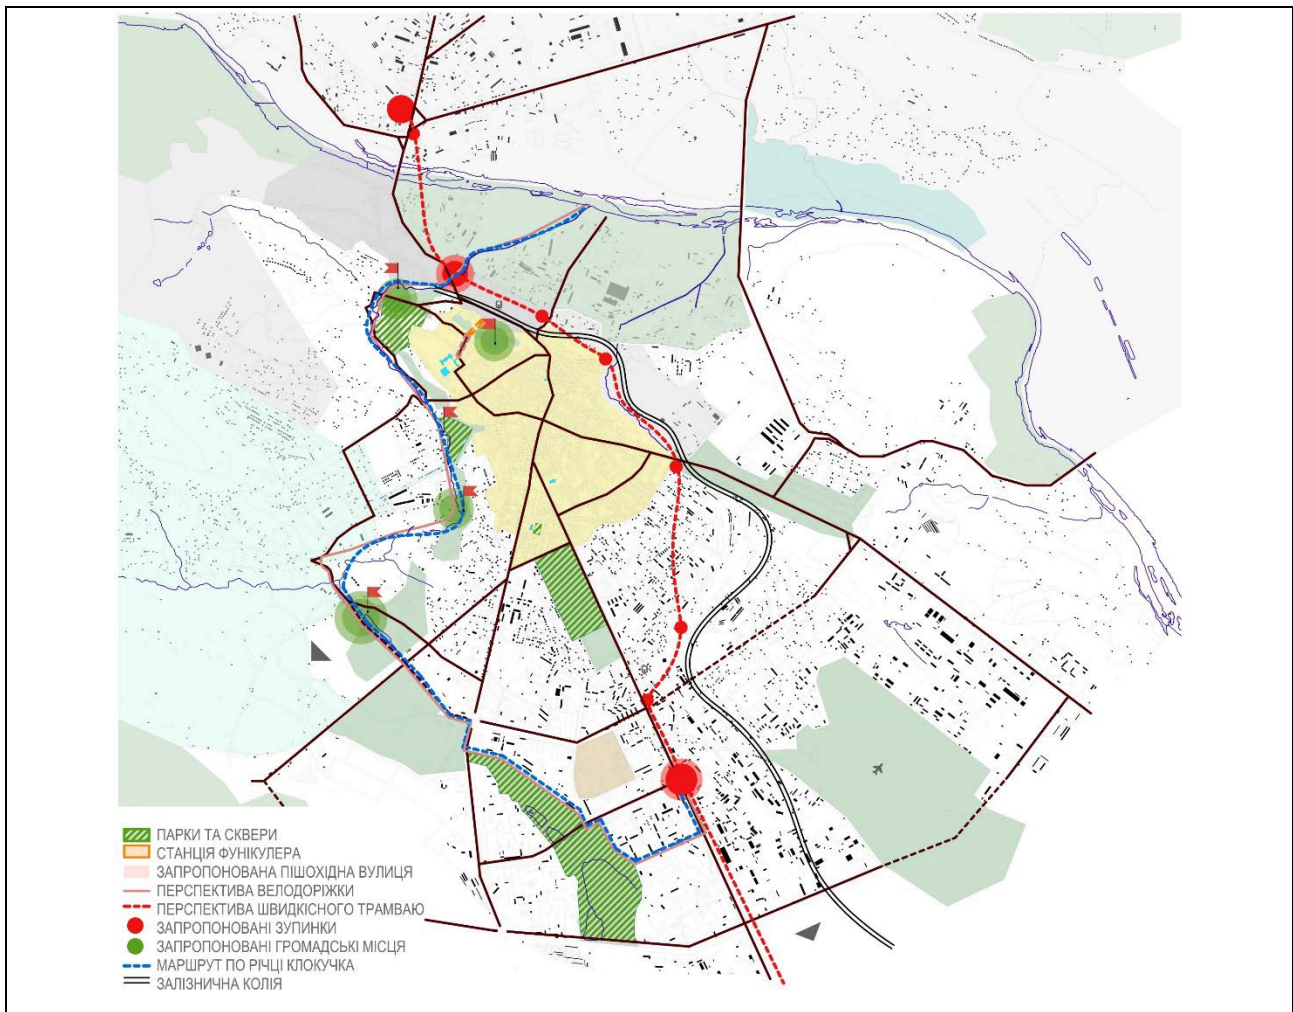 ПАРКИ ТА СКВЕРИ
СТАНЦІЯ ФУНІКУЛЕРА
ЗАПРОПОНОВАНА ПІШОХІДНА ВУЛИЦЯ
ПЕРСПЕКТИВА ВЕЛОДОРІЖКИ
ПЕРСПЕКТИВА ШВИДКІСНОГО ТРАМВАЮ
ЗАПРОПОНОВАНІ ЗУПИНКИ
ЗАПРОПОНОВАНІ ГРОМАДСЬКІ МІСЦЯ
МАРШРУТ ПО РІЧЦІ КЛОКУЧКА
ЗАЛІЗНИЧНА КОЛІЯ